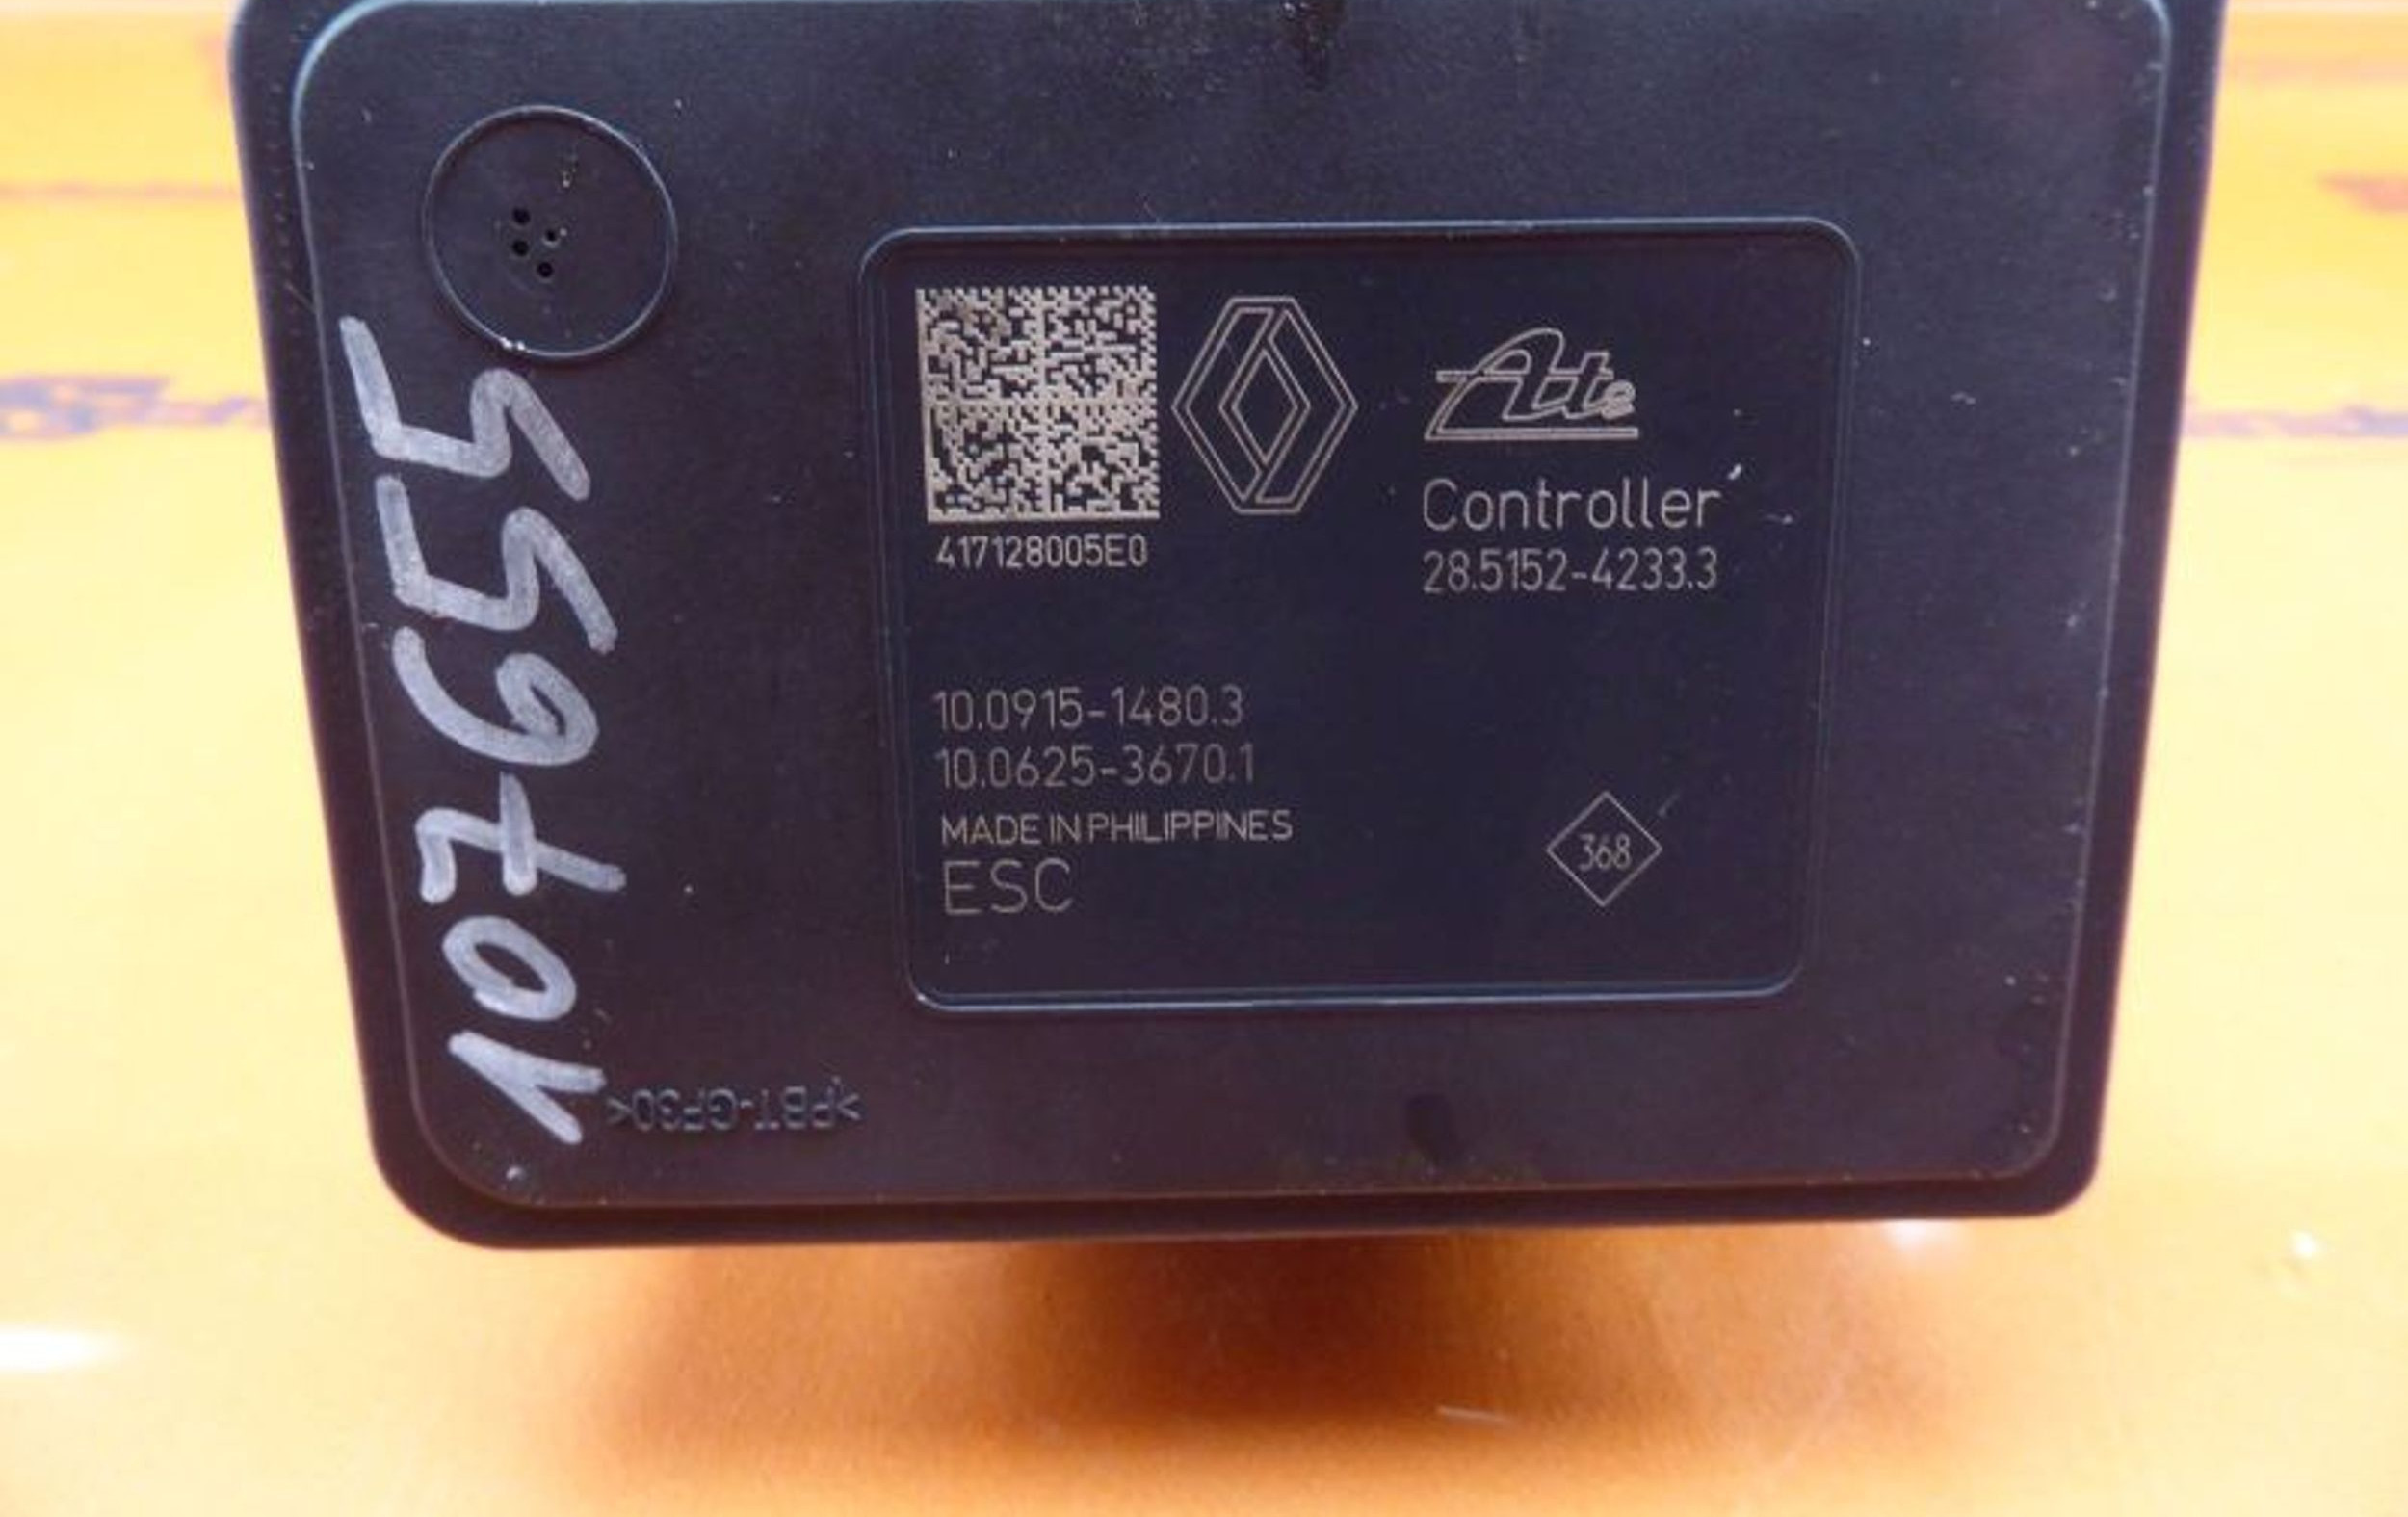 Ate
417128005E0
Controller
28.5152-4233.3
10.0915-1480.3
10.0625-3670.1
MADE IN PHILIPPINES
ESC
368
107655
>PBT-GF30<